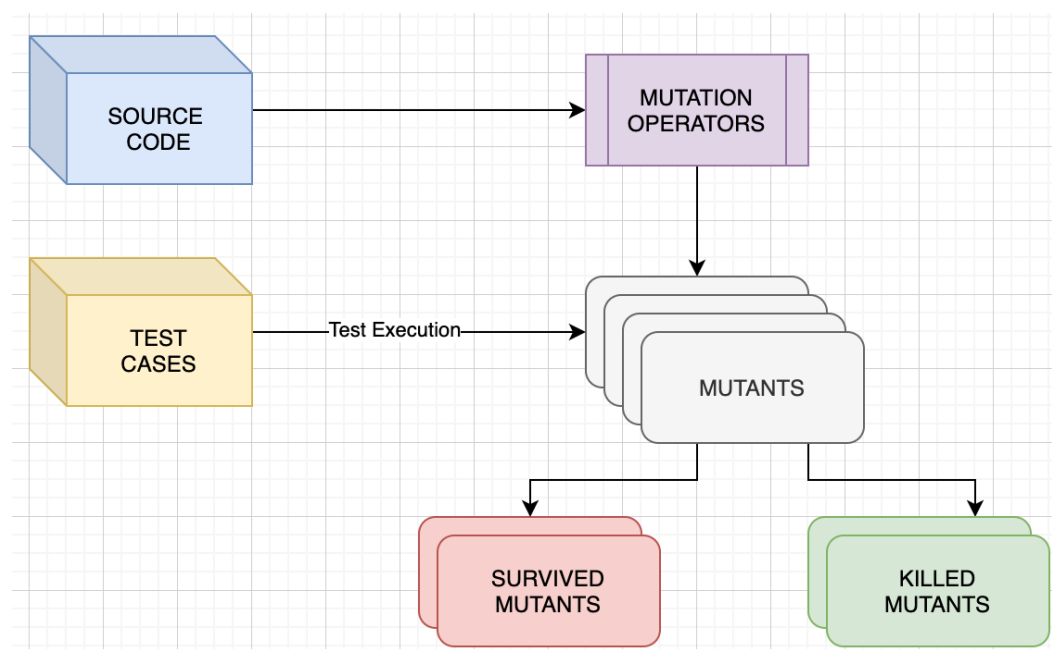 SOURCE
CODE
MUTATION
OPERATORS
TEST
CASES
Test Execution
MUTANTS
SURVIVED
MUTANTS
KILLED
MUTANTS